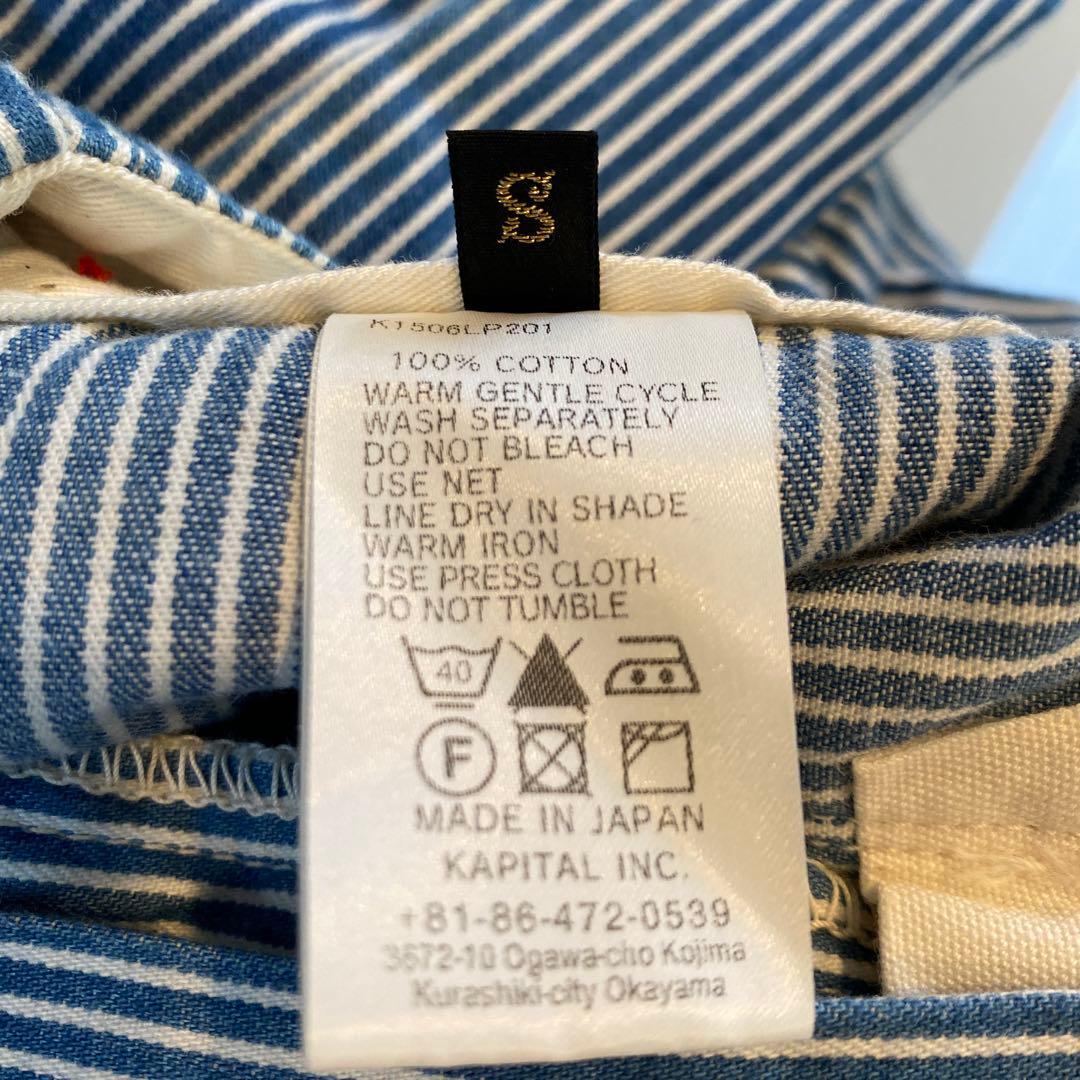 S
K1506LP201
100% COTTON
WARM GENTLE CYCLE
WASH SEPARATELY
DO NOT BLEACH
USE NET
LINE DRY IN SHADE
WARM IRON
USE PRESS CLOTH
DO NOT TUMBLE
40
F
MADE IN JAPAN
KAPITAL INC.
+81-86-472-0539
3672-10 Ogawa-cho Kojima
Kurashiki-city Okayama